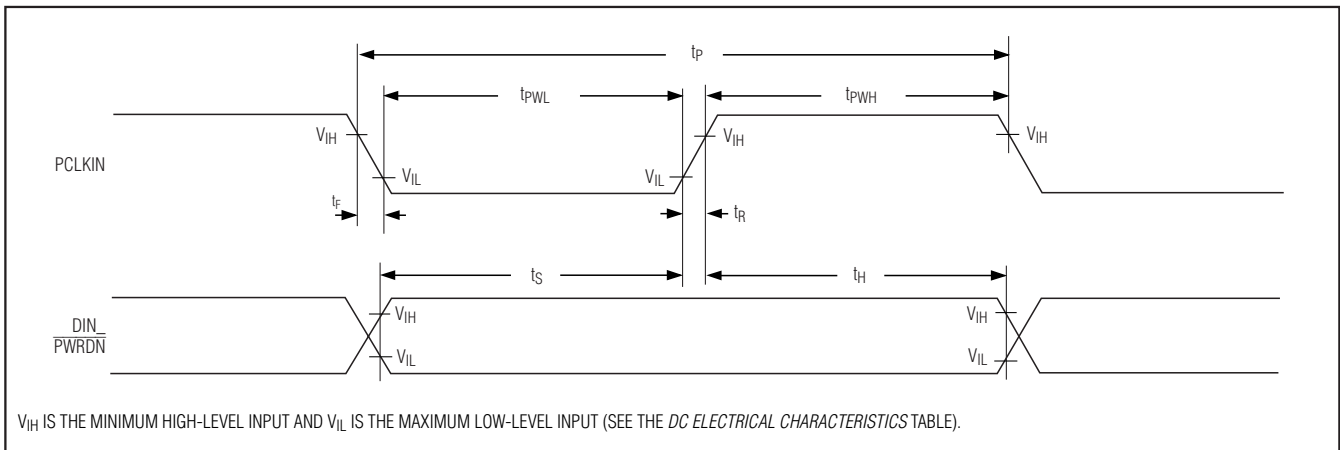 tP
tPWL
tPWH
VIH
VIH
VIH
PCLKIN
VIL
VIL
tF
tR
tS
tH
VIH
VIH
DIN_
PWRDN
VIL
VIL
VIH IS THE MINIMUM HIGH-LEVEL INPUT AND VIL IS THE MAXIMUM LOW-LEVEL INPUT (SEE THE DC ELECTRICAL CHARACTERISTICS TABLE).